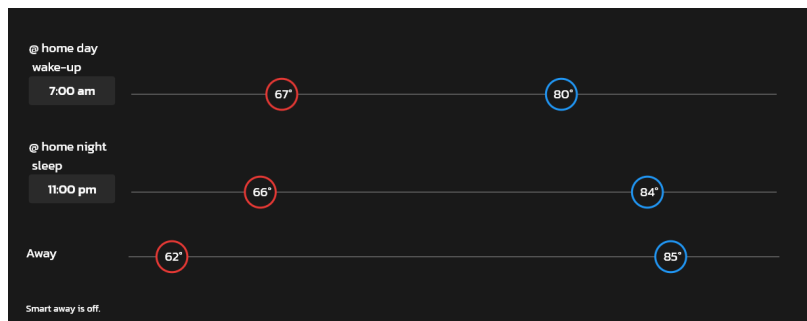 @ home day
wake-up
7:00 am
67°
80°
@ home night
sleep
11:00 pm
66°
84°
Away
62°
85°
Smart away is off.